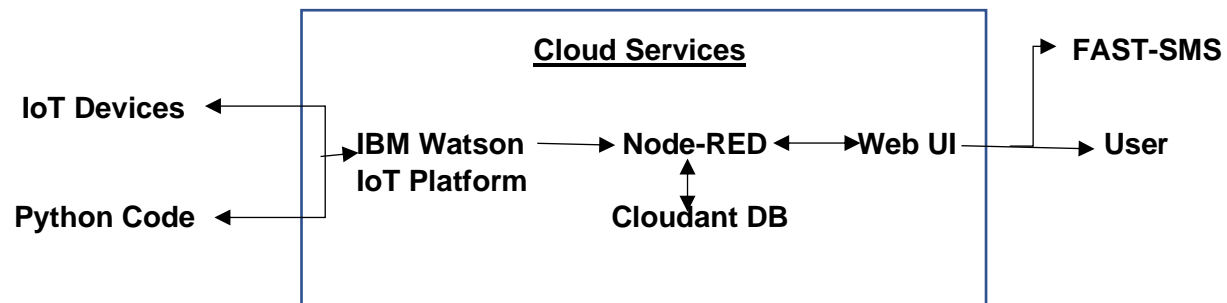 Cloud Services
FAST-SMS
IoT Devices
IBM Watson
IoT Platform
Node-RED
Web UI
User
Python Code
Cloudant DB